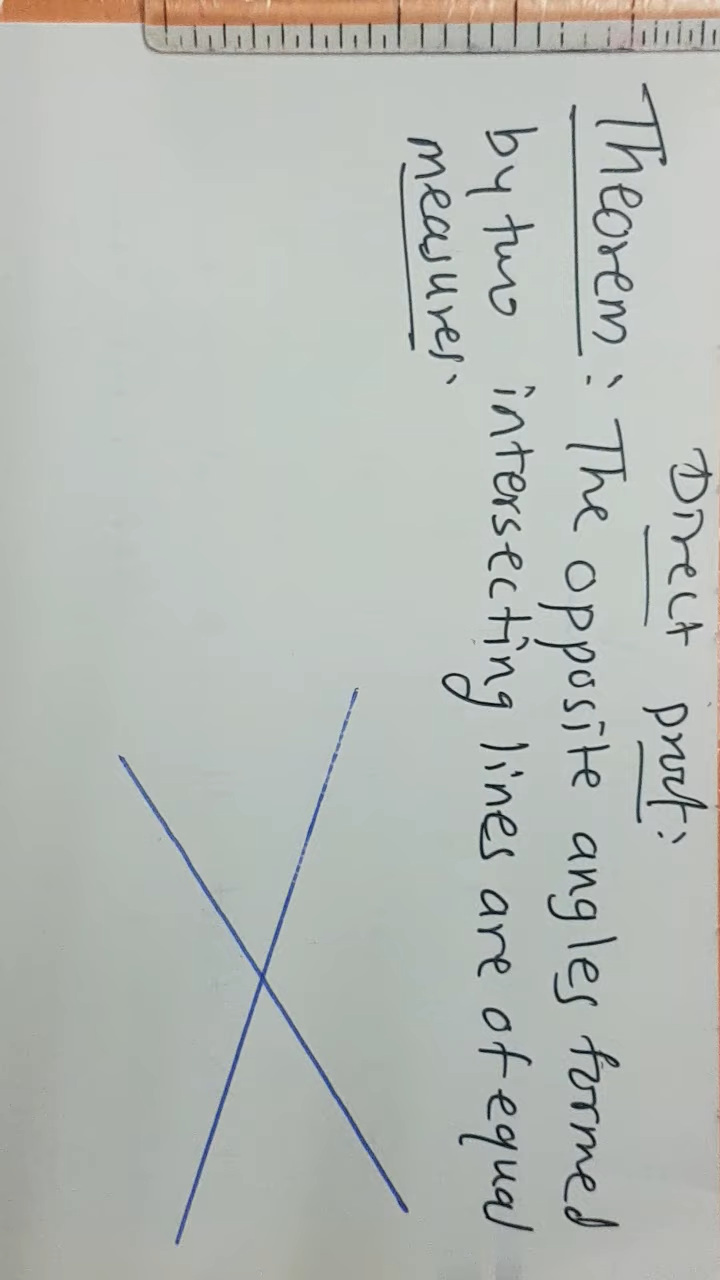 Direct proof:
Theorem: The opposite angles formed
by two intersecting lines are of equal
measures.